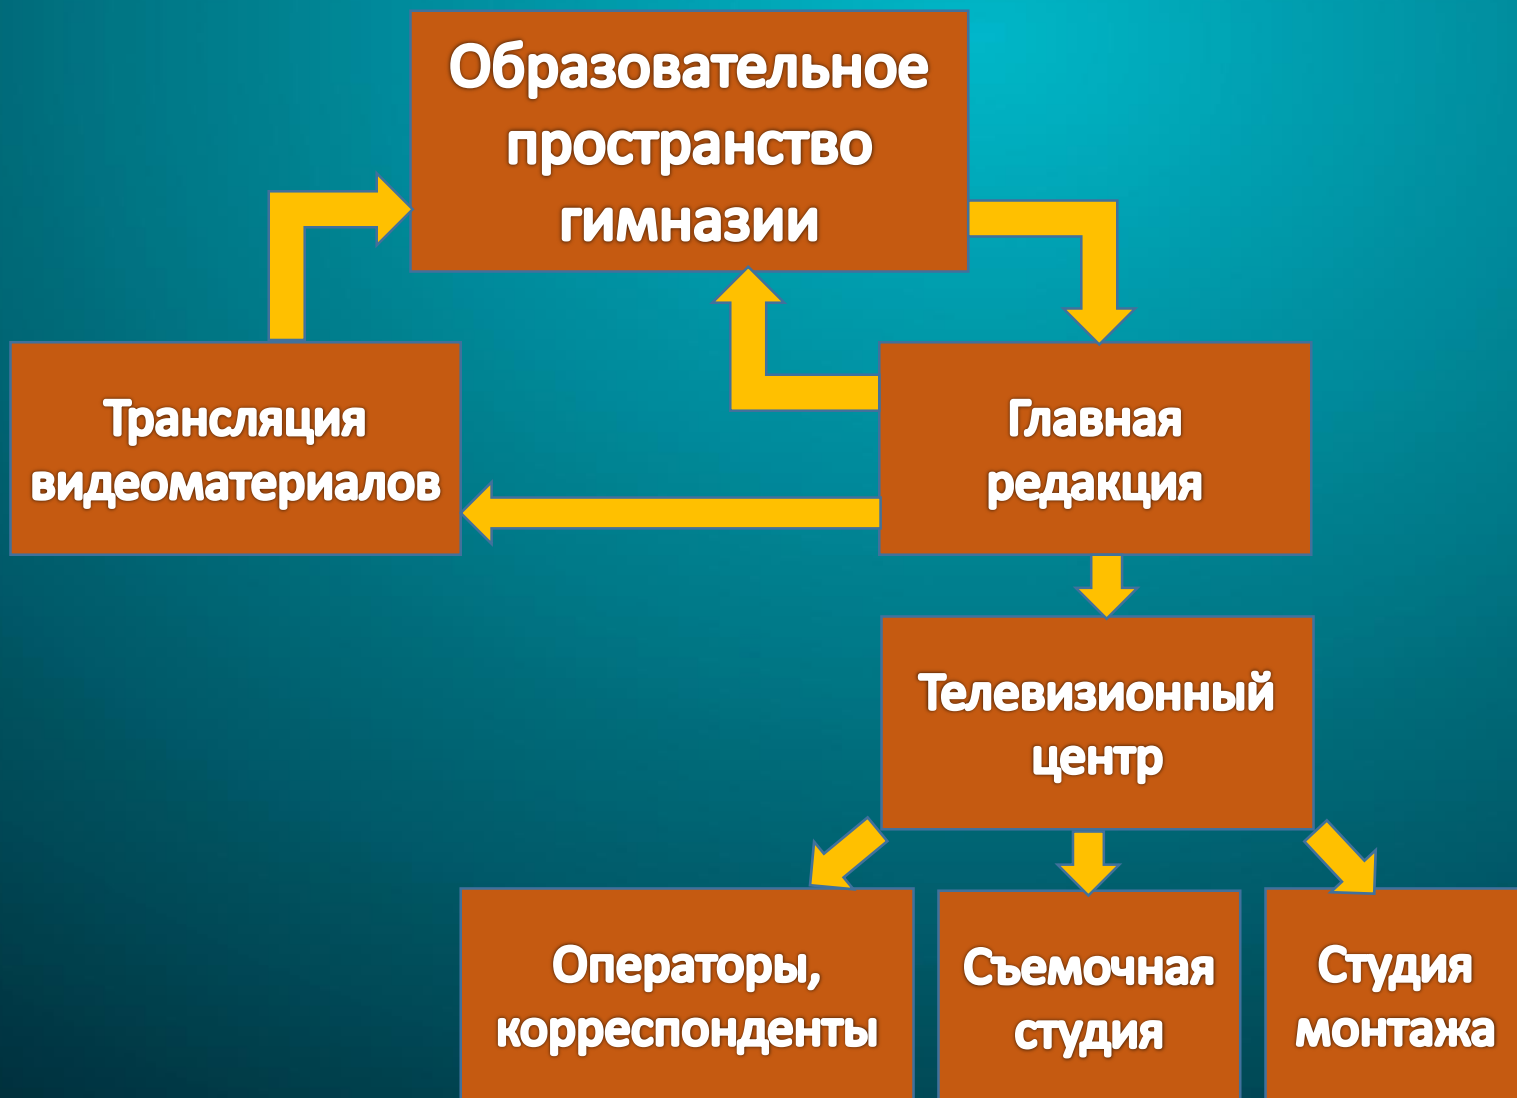 Образовательное
пространство
гимназии
Трансляция
видеоматериалов
Главная
редакция
Телевизионный
центр
Операторы,
корреспонденты
Съемочная
студия
Студия
монтажа